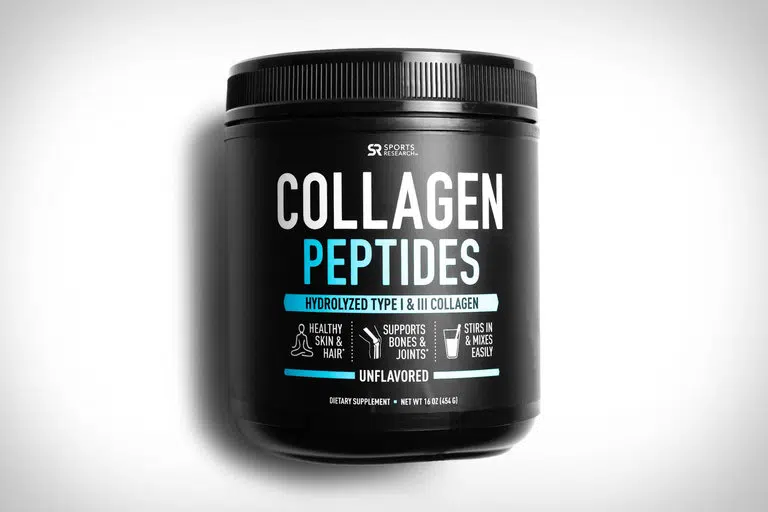 SR SPORTS
RESEARCH
COLLAGEN
PEPTIDES
HYDROLYZED TYPE I & III COLLAGEN
HEALTHY
SKIN &
HAIR*
SUPPORTS
BONES &
JOINTS*
STIRS IN
& MIXES
EASILY
UNFLAVORED
DIETARY SUPPLEMENT ▪ NET WT 16 OZ (454 G)